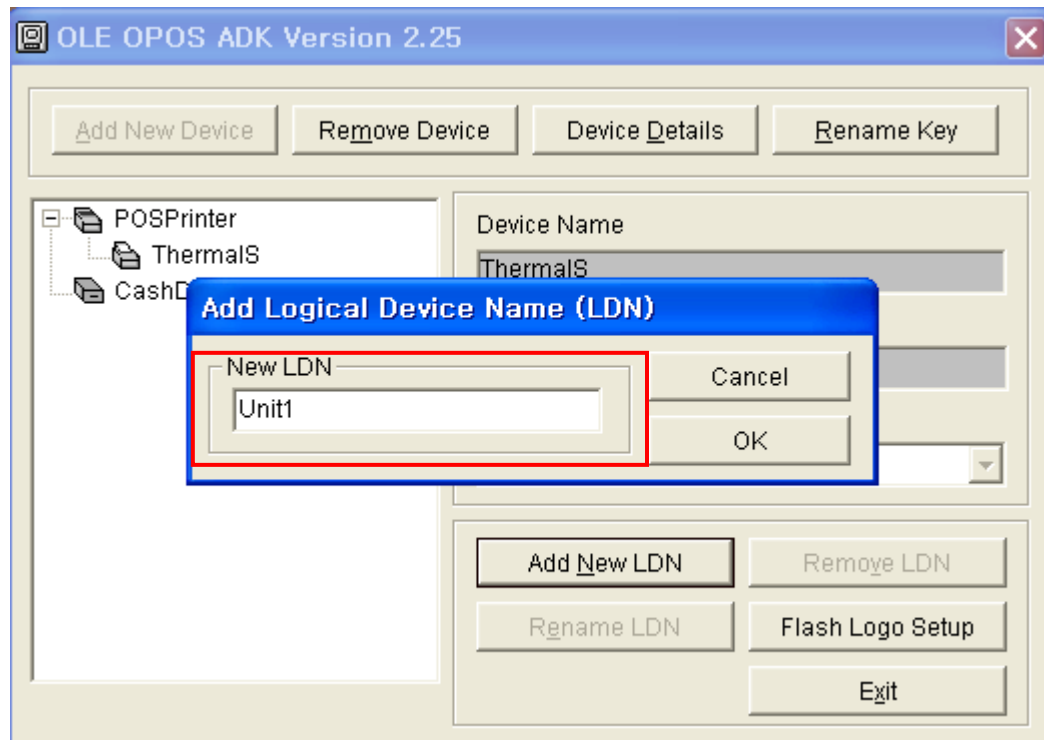 OLE OPOS ADK Version 2.25
Add New Device Remove Device Device Details Rename Key
POSPrinter
ThermalS
Device Name
ThermalS
Add Logical Device Name (LDN)
New LDN
Unit1
Cancel
OK
Add New LDN Remove LDN
Rename LDN Flash Logo Setup
Exit